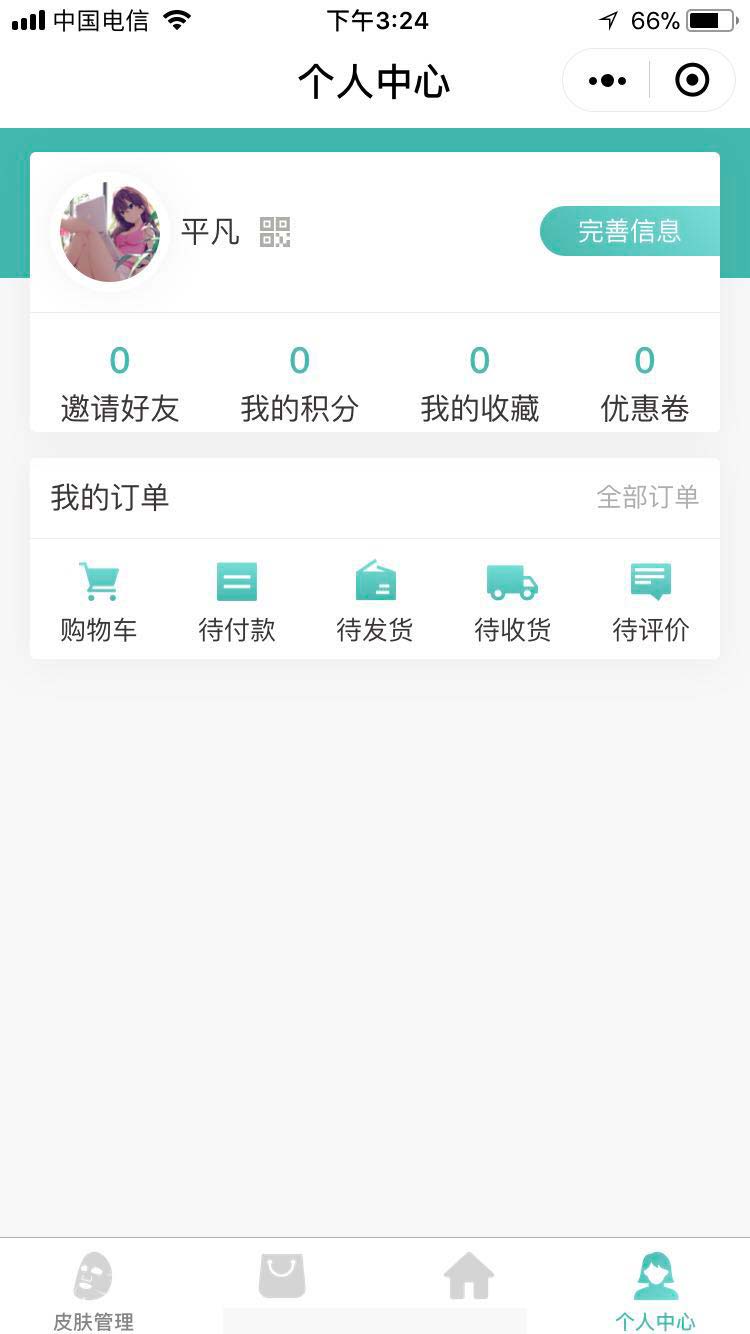 中国电信 下午3:24 66%
个人中心
平凡 完善信息
0 0 0 0
邀请好友 我的积分 我的收藏 优惠卷
我的订单 全部订单
购物车 待付款 待发货 待收货 待评价
皮肤管理 个人中心